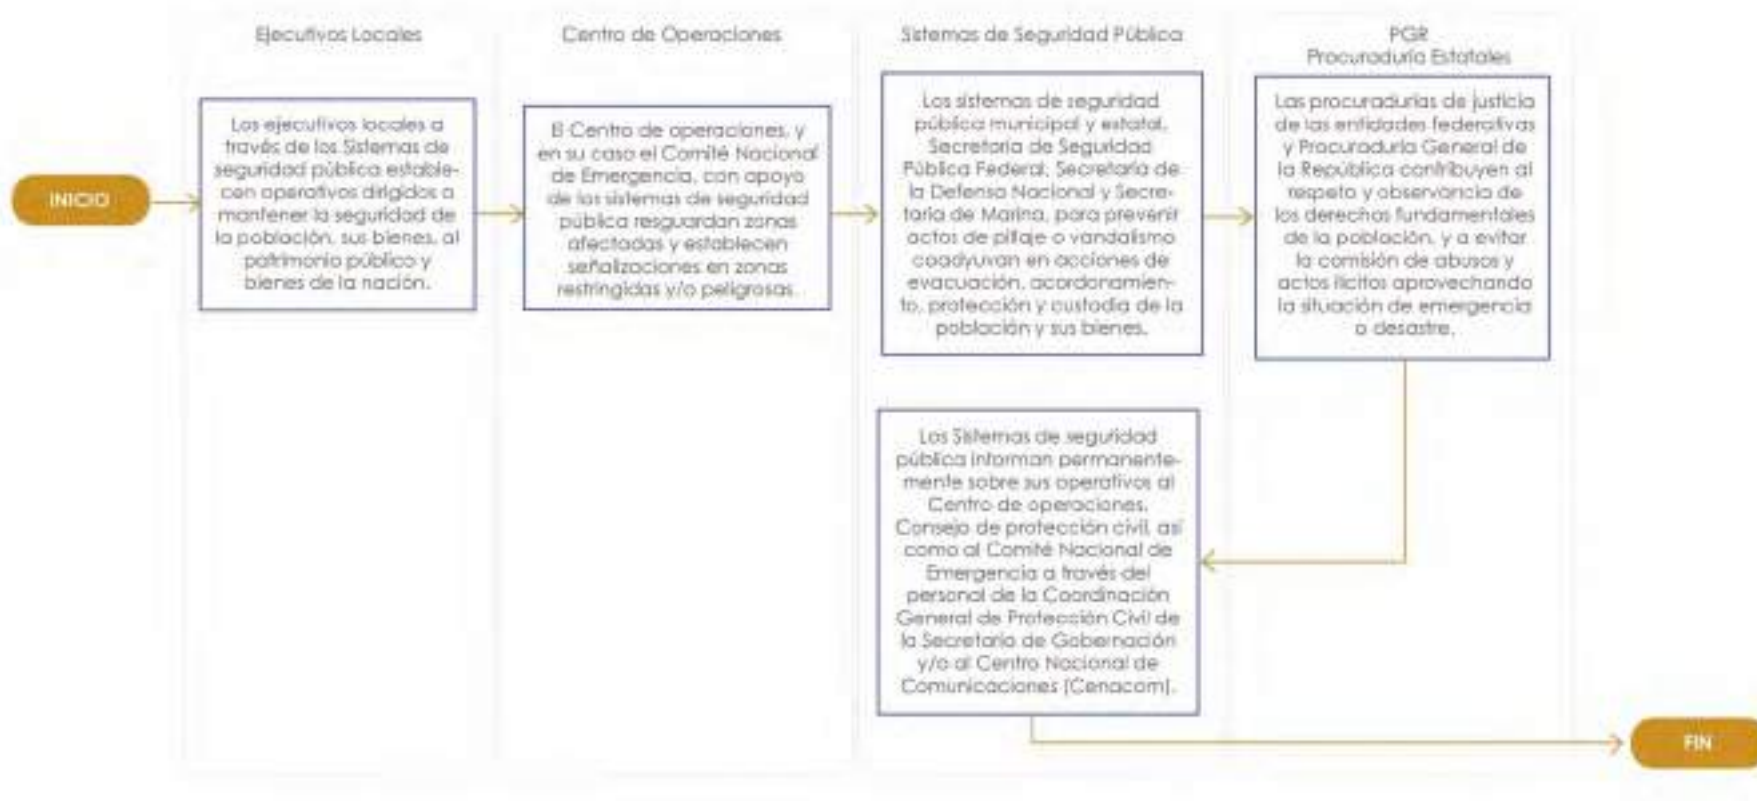 Ejecutivos Locales
Centro de Operaciones
Sistemas de Seguridad Pública
PGR
Procuraduría Estatales
INICIO
Los ejecutivos locales a
través de los Sistemas de
seguridad pública estable-
cen operativos dirigidos a
mantener la seguridad de
la población, sus bienes, al
patrimonio público y
bienes de la nación.
El Centro de operaciones, y
en su caso el Comité Nacional
de Emergencia, con apoyo
de los sistemas de seguridad
pública resguardan zonas
afectadas y establecen
señalizaciones en zonas
restringidas y/o peligrosas.
Los sistemas de seguridad
pública municipal y estatal,
Secretaría de Seguridad
Pública Federal, Secretaría de
la Defensa Nacional y Secre-
taría de Marina, para prevenir
actos de pillaje o vandalismo
coadyuvan en acciones de
evacuación, acordonamien-
to, protección y custodia de la
población y sus bienes.
Las procuradurías de justicia
de las entidades federativas
y Procuraduría General de
la República contribuyen al
respeto y observancia de
los derechos fundamentales
de la población, y a evitar
la comisión de abusos y
actos ilícitos aprovechando
la situación de emergencia
o desastre.
Los Sistemas de seguridad
pública informan permanente-
mente sobre sus operativos al
Centro de operaciones,
Consejo de protección civil, así
como al Comité Nacional de
Emergencia a través del
personal de la Coordinación
General de Protección Civil de
la Secretaría de Gobernación
y/o al Centro Nacional de
Comunicaciones (Cenacom).
FIN